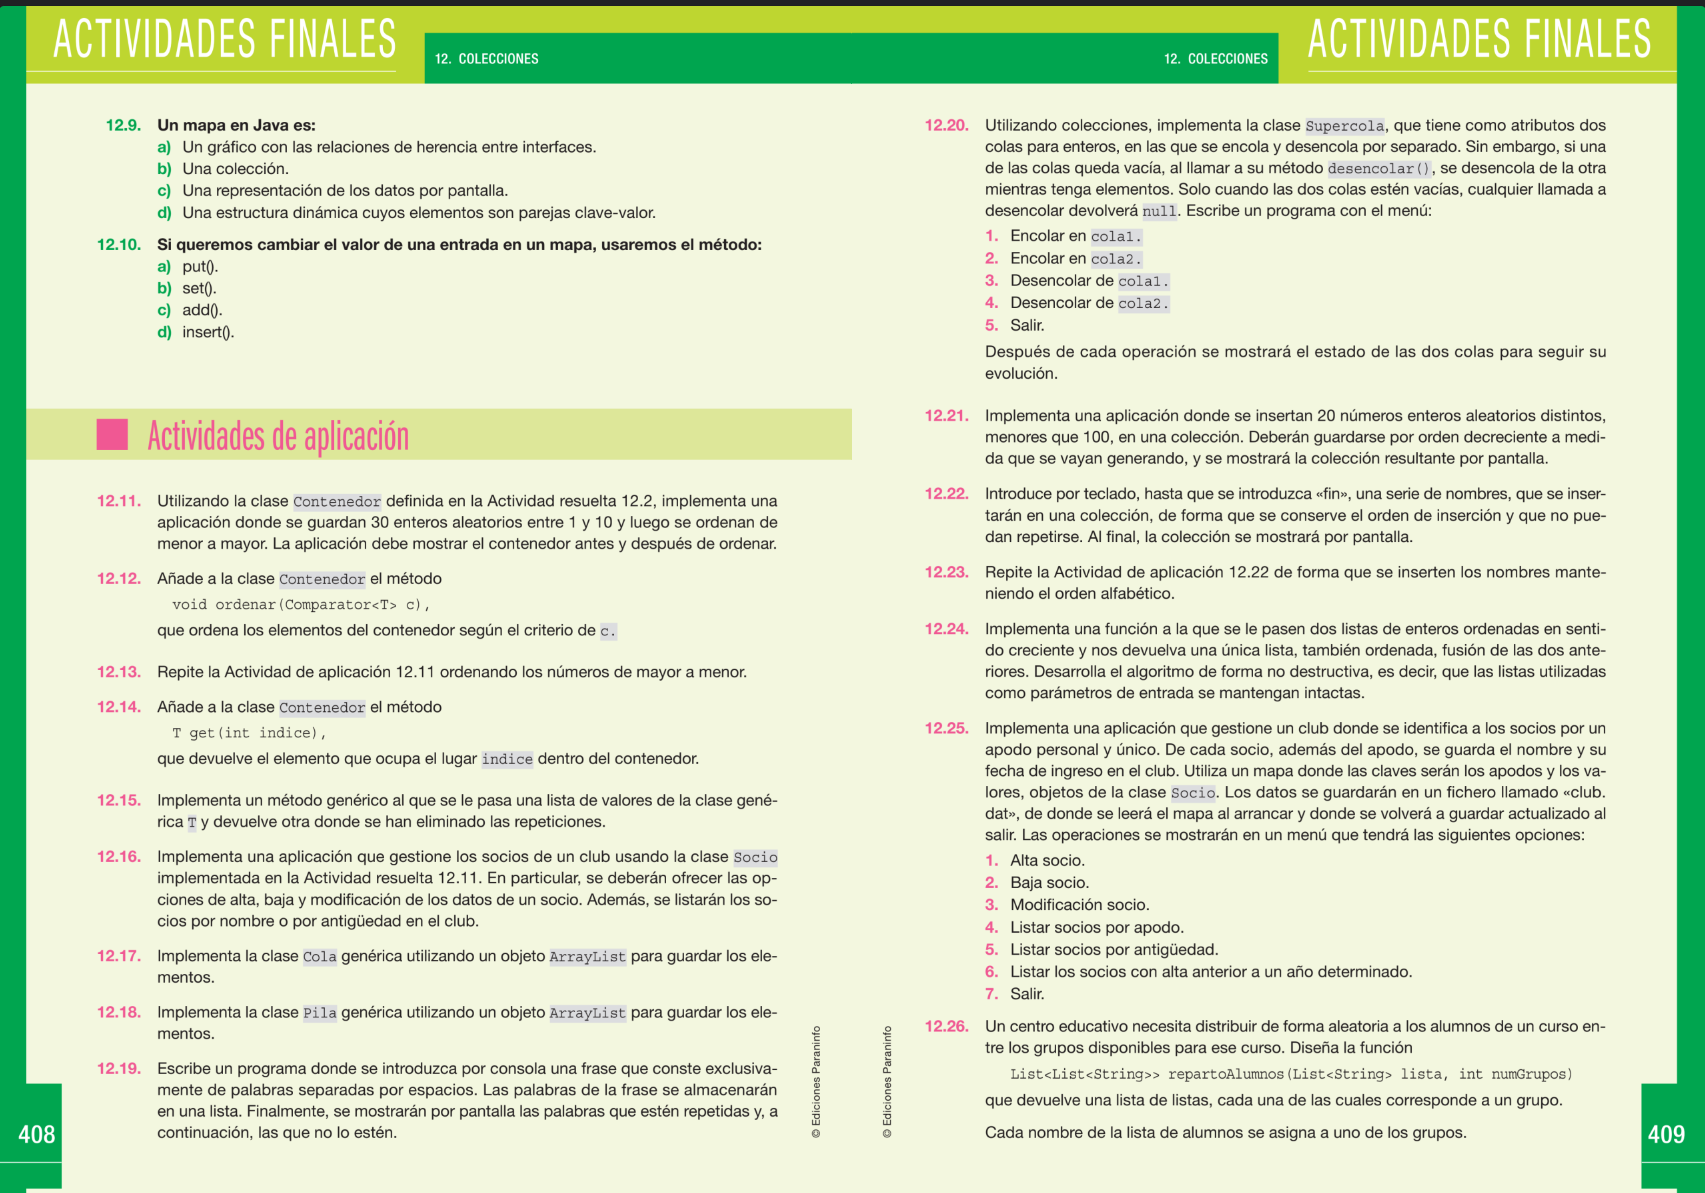 ACTIVIDADES FINALES
12. COLECCIONES
12.9. Un mapa en Java es:
a) Un gráfico con las relaciones de herencia entre interfaces.
b) Una colección.
c) Una representación de los datos por pantalla.
d) Una estructura dinámica cuyos elementos son parejas clave-valor.
12.10. Si queremos cambiar el valor de una entrada en un mapa, usaremos el método:
a) put().
b) set().
c) add().
d) insert().
Actividades de aplicación
12.11. Utilizando la clase Contenedor definida en la Actividad resuelta 12.2, implementa una
aplicación donde se guardan 30 enteros aleatorios entre 1 y 10 y luego se ordenan de
menor a mayor. La aplicación debe mostrar el contenedor antes y después de ordenar.
12.12. Añade a la clase Contenedor el método
void ordenar(Comparator<T> c),
que ordena los elementos del contenedor según el criterio de c.
12.13. Repite la Actividad de aplicación 12.11 ordenando los números de mayor a menor.
12.14. Añade a la clase Contenedor el método
T get(int indice),
que devuelve el elemento que ocupa el lugar indice dentro del contenedor.
12.15. Implementa un método genérico al que se le pasa una lista de valores de la clase gené-
rica T y devuelve otra donde se han eliminado las repeticiones.
12.16. Implementa una aplicación que gestione los socios de un club usando la clase Socio
implementada en la Actividad resuelta 12.11. En particular, se deberán ofrecer las op-
ciones de alta, baja y modificación de los datos de un socio. Además, se listarán los so-
cios por nombre o por antigüedad en el club.
12.17. Implementa la clase Cola genérica utilizando un objeto ArrayList para guardar los ele-
mentos.
12.18. Implementa la clase Pila genérica utilizando un objeto ArrayList para guardar los ele-
mentos.
12.19. Escribe un programa donde se introduzca por consola una frase que conste exclusiva-
mente de palabras separadas por espacios. Las palabras de la frase se almacenarán
en una lista. Finalmente, se mostrarán por pantalla las palabras que estén repetidas y, a
continuación, las que no lo estén.
© Ediciones Paraninfo
408
12. COLECCIONES
ACTIVIDADES FINALES
12.20. Utilizando colecciones, implementa la clase Supercola, que tiene como atributos dos
colas para enteros, en las que se encola y desencola por separado. Sin embargo, si una
de las colas queda vacía, al llamar a su método desencolar(), se desencola de la otra
mientras tenga elementos. Solo cuando las dos colas estén vacías, cualquier llamada a
desencolar devolverá null. Escribe un programa con el menú:
1. Encolar en cola1.
2. Encolar en cola2.
3. Desencolar de cola1.
4. Desencolar de cola2.
5. Salir.
Después de cada operación se mostrará el estado de las dos colas para seguir su
evolución.
12.21. Implementa una aplicación donde se insertan 20 números enteros aleatorios distintos,
menores que 100, en una colección. Deberán guardarse por orden decreciente a medi-
da que se vayan generando, y se mostrará la colección resultante por pantalla.
12.22. Introduce por teclado, hasta que se introduzca «fin», una serie de nombres, que se inser-
tarán en una colección, de forma que se conserve el orden de inserción y que no pue-
dan repetirse. Al final, la colección se mostrará por pantalla.
12.23. Repite la Actividad de aplicación 12.22 de forma que se inserten los nombres mante-
niendo el orden alfabético.
12.24. Implementa una función a la que se le pasen dos listas de enteros ordenadas en senti-
do creciente y nos devuelva una única lista, también ordenada, fusión de las dos ante-
riores. Desarrolla el algoritmo de forma no destructiva, es decir, que las listas utilizadas
como parámetros de entrada se mantengan intactas.
12.25. Implementa una aplicación que gestione un club donde se identifica a los socios por un
apodo personal y único. De cada socio, además del apodo, se guarda el nombre y su
fecha de ingreso en el club. Utiliza un mapa donde las claves serán los apodos y los va-
lores, objetos de la clase Socio. Los datos se guardarán en un fichero llamado «club.
dat», de donde se leerá el mapa al arrancar y donde se volverá a guardar actualizado al
salir. Las operaciones se mostrarán en un menú que tendrá las siguientes opciones:
1. Alta socio.
2. Baja socio.
3. Modificación socio.
4. Listar socios por apodo.
5. Listar socios por antigüedad.
6. Listar los socios con alta anterior a un año determinado.
7. Salir.
12.26. Un centro educativo necesita distribuir de forma aleatoria a los alumnos de un curso en-
tre los grupos disponibles para ese curso. Diseña la función
List<List<String>> repartoAlumnos(List<String> lista, int numGrupos)
que devuelve una lista de listas, cada una de las cuales corresponde a un grupo.
Cada nombre de la lista de alumnos se asigna a uno de los grupos.
© Ediciones Paraninfo
409